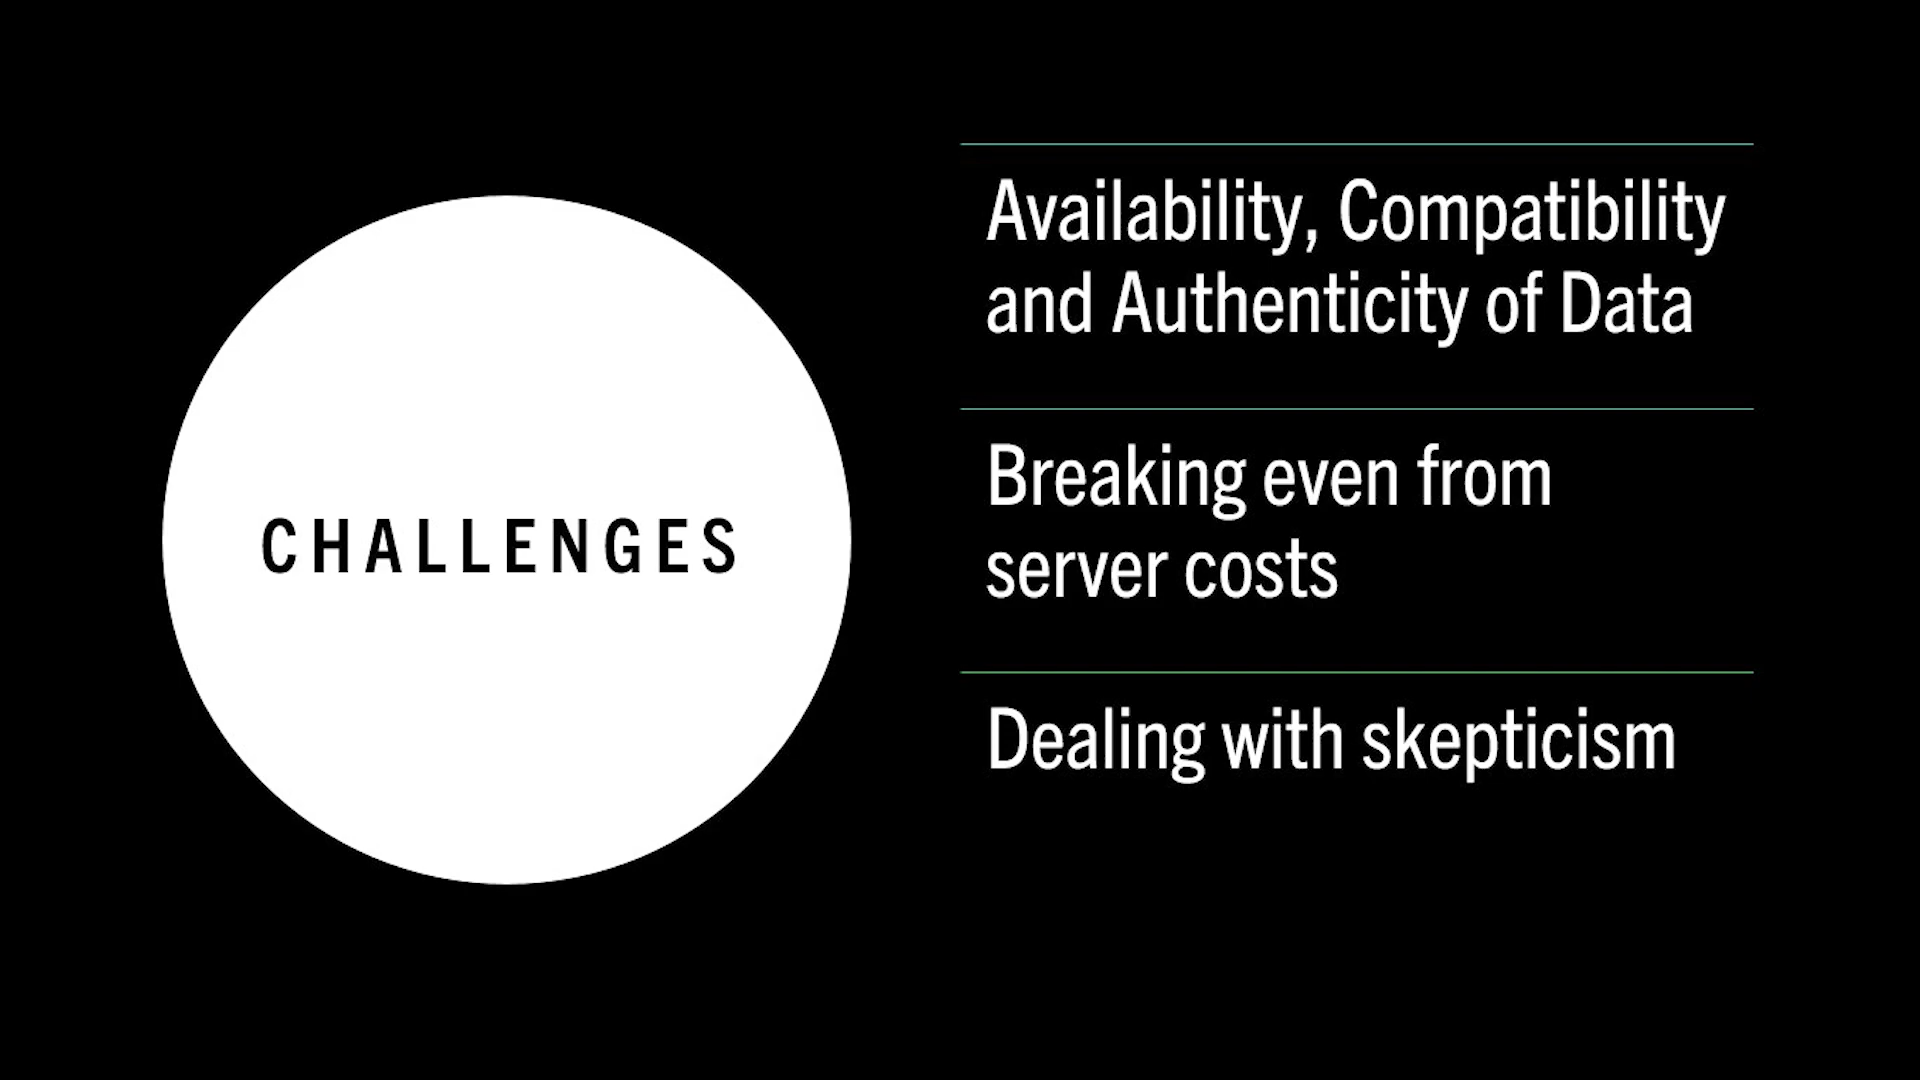 CHALLENGES
Availability, Compatibility
and Authenticity of Data
Breaking even from
server costs
Dealing with skepticism